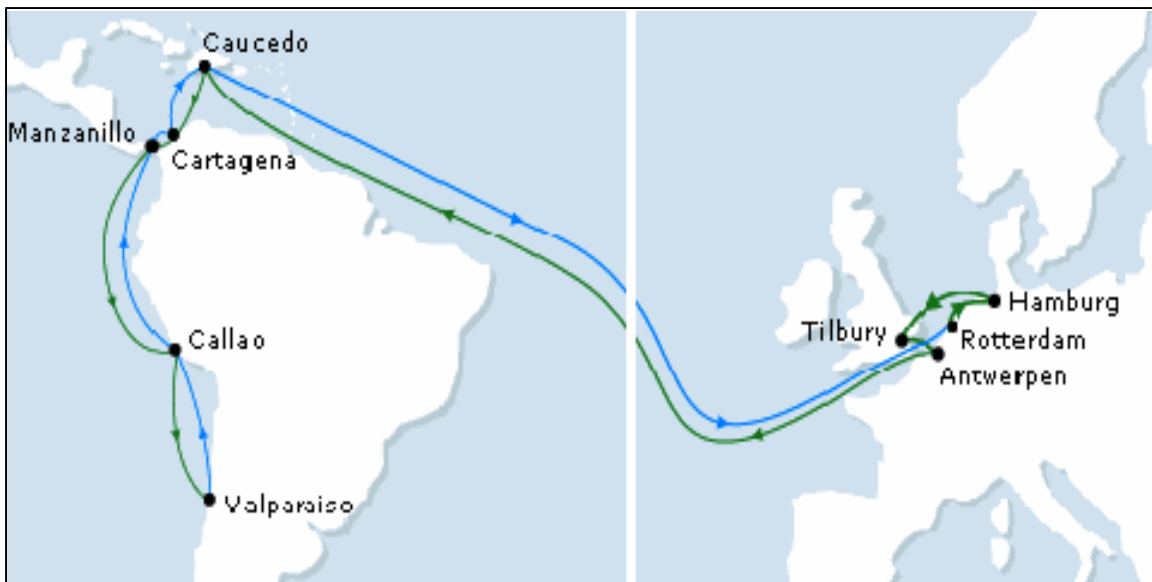 Caucedo
Manzanillo
Cartagena
Callao
Valparaiso
Hamburg
Tilbury
Rotterdam
Antwerpen